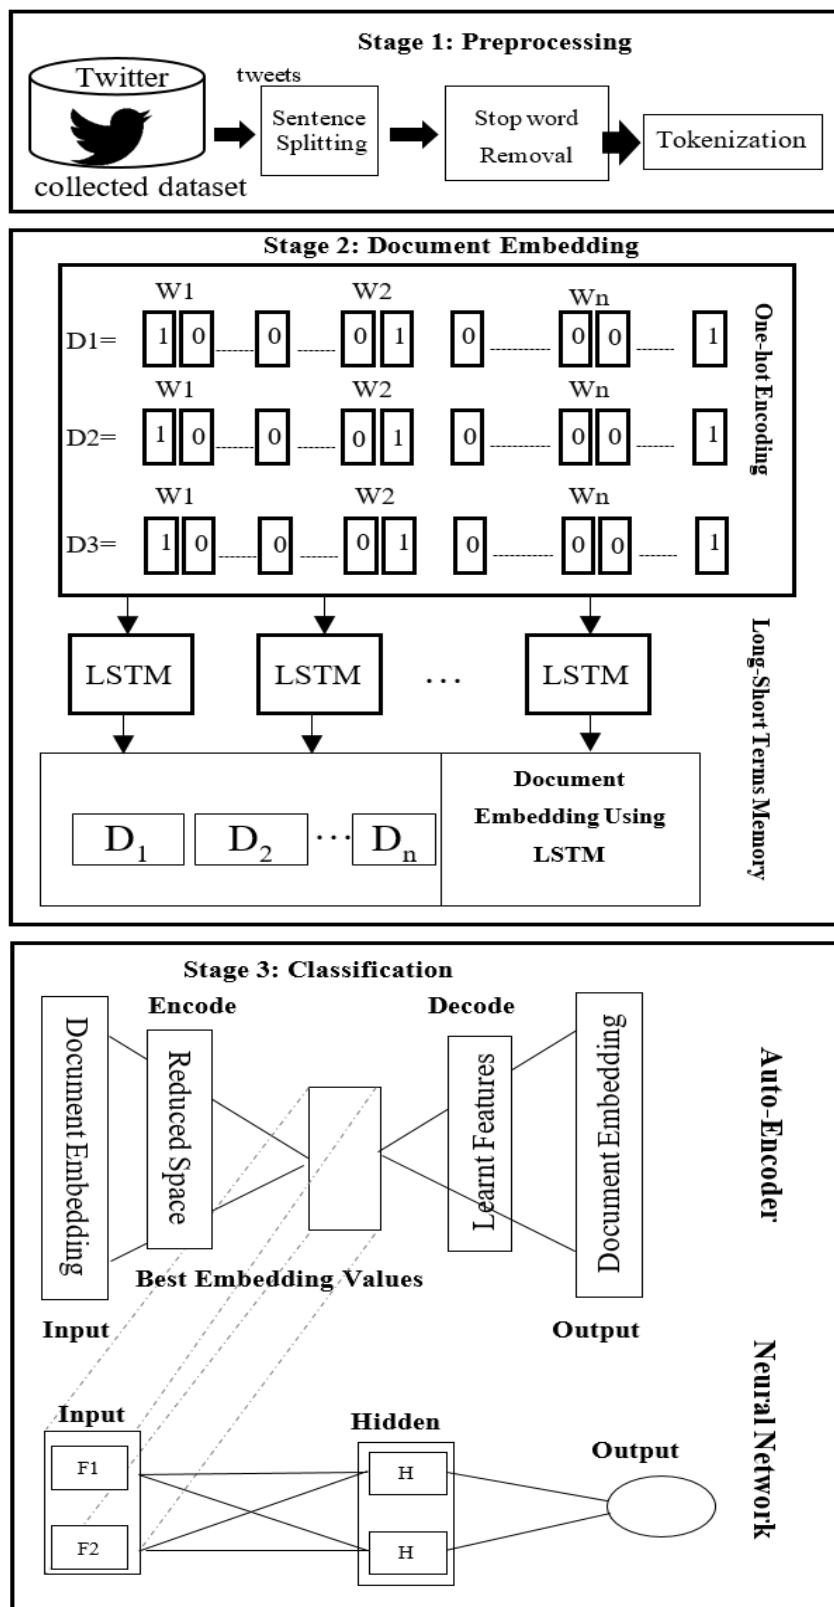 Stage 1: Preprocessing
Twitter
tweets
Sentence
Splitting
Stop word
Removal
Tokenization
collected dataset
Stage 2: Document Embedding
W1 W2 Wn
D1= 1 0 ........ 0 ........ 0 1 0 ............ 0 0 ........ 1
W1 W2 Wn
D2= 1 0 ........ 0 ........ 0 1 0 ............ 0 0 ........ 1
W1 W2 Wn
D3= 1 0 ........ 0 ........ 0 1 0 ............ 0 0 ........ 1
One-hot Encoding
LSTM LSTM ... LSTM
Long-Short Terms Memory
D1 D2 ... Dn
Document
Embedding Using
LSTM
Stage 3: Classification
Encode
Decode
Document Embedding
Reduced Space
Learnt Features
Document Embedding
Auto-Encoder
Best Embedding Values
Input
Output
Neural Network
Input
Hidden
Output
F1
H
F2
H